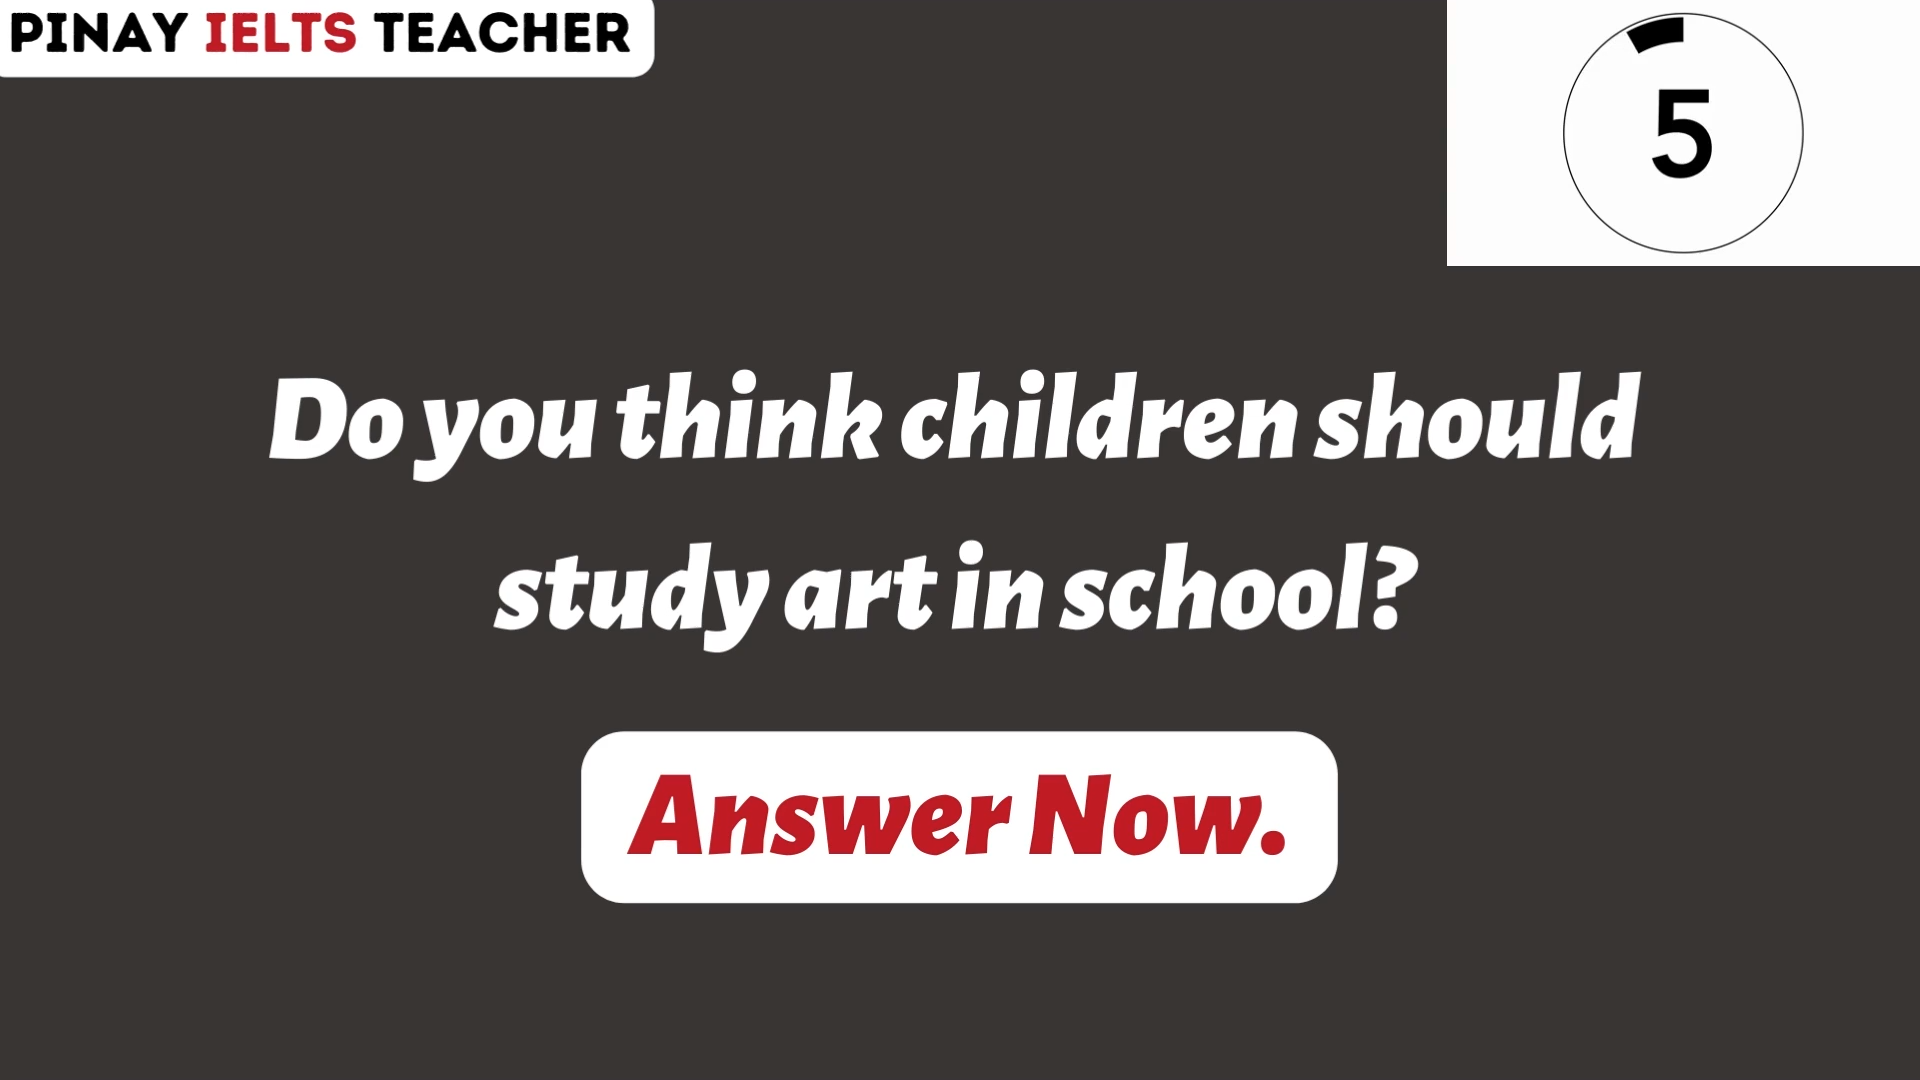 PINAY IELTS TEACHER
5
Do you think children should
study art in school?
Answer Now.